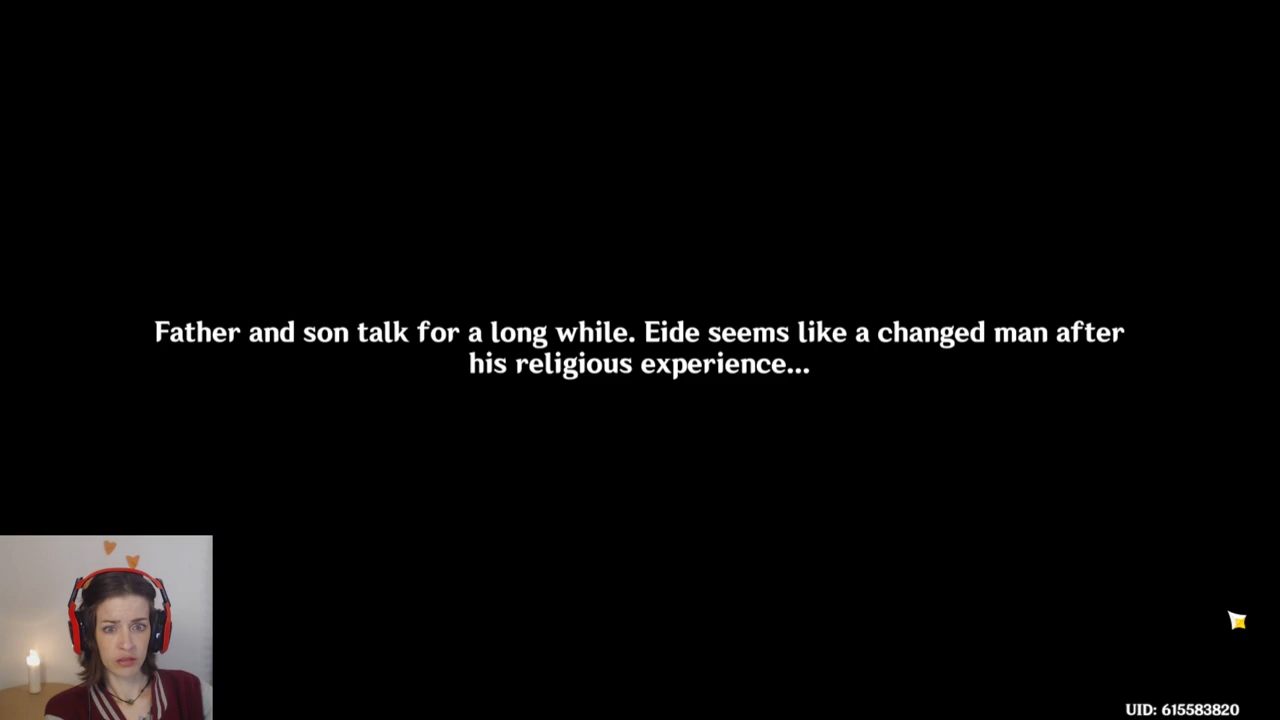 Father and son talk for a long while. Eide seems like a changed man after
his religious experience...
UID: 615583820